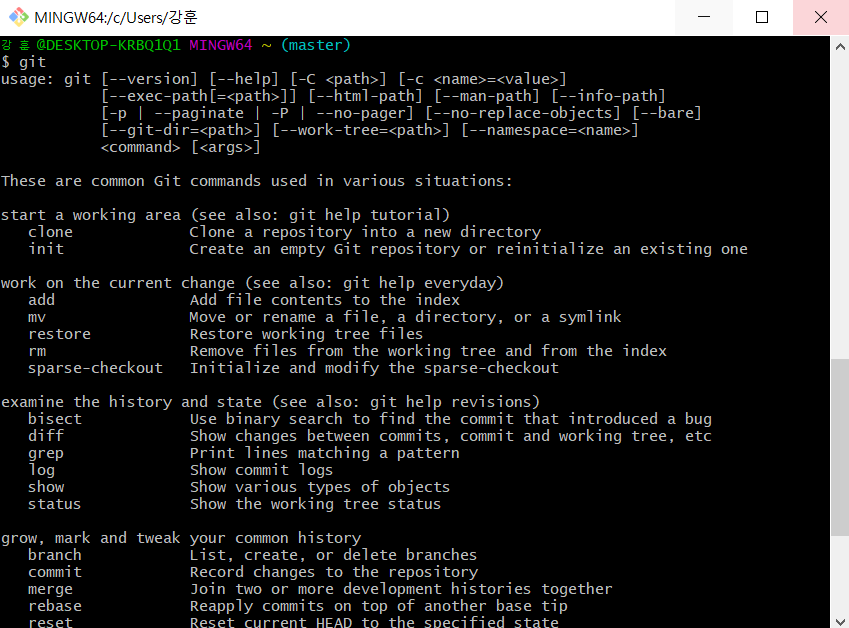 MINGW64:/c/Users/강훈
강 훈@DESKTOP-KRBQ1Q1 MINGW64 ~ (master)
$ git
usage: git [--version] [--help] [-C <path>] [-c <name>=<value>]
           [--exec-path[=<path>]] [--html-path] [--man-path] [--info-path]
           [-p | --paginate | -P | --no-pager] [--no-replace-objects] [--bare]
           [--git-dir=<path>] [--work-tree=<path>] [--namespace=<name>]
           <command> [<args>]
These are common Git commands used in various situations:
start a working area (see also: git help tutorial)
   clone             Clone a repository into a new directory
   init              Create an empty Git repository or reinitialize an existing one
work on the current change (see also: git help everyday)
   add               Add file contents to the index
   mv                Move or rename a file, a directory, or a symlink
   restore           Restore working tree files
   rm                Remove files from the working tree and from the index
   sparse-checkout   Initialize and modify the sparse-checkout
examine the history and state (see also: git help revisions)
   bisect            Use binary search to find the commit that introduced a bug
   diff              Show changes between commits, commit and working tree, etc
   grep              Print lines matching a pattern
   log               Show commit logs
   show              Show various types of objects
   status            Show the working tree status
grow, mark and tweak your common history
   branch            List, create, or delete branches
   commit            Record changes to the repository
   merge             Join two or more development histories together
   rebase            Reapply commits on top of another base tip
   reset             Reset current HEAD to the specified state